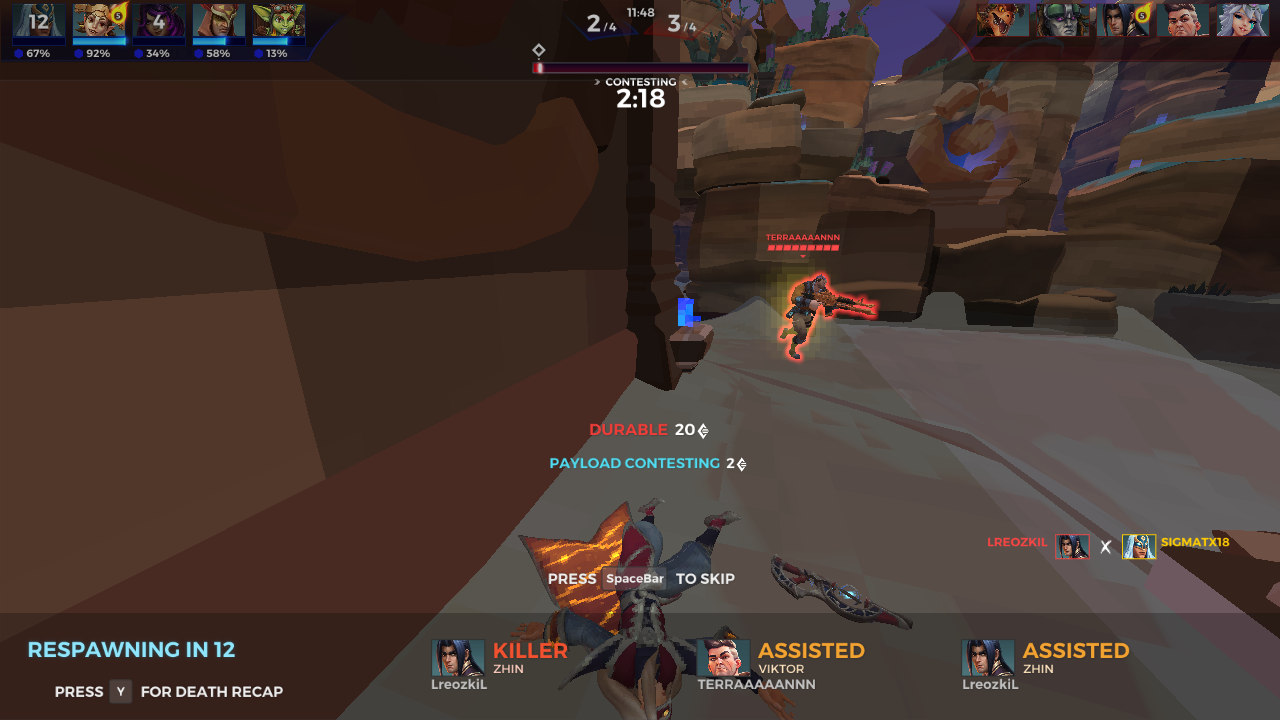 12
5
4
67%
92%
34%
58%
13%
2/4
11:48
3/4
5
CONTESTING
2:18
TERRAAAAANNN
DURABLE 20
PAYLOAD CONTESTING 2
LREOZKIL X SIGMATX18
PRESS SpaceBar TO SKIP
RESPAWNING IN 12
PRESS Y FOR DEATH RECAP
KILLER
ZHIN
LreozkiL
ASSISTED
VIKTOR
TERRAAAAANNN
ASSISTED
ZHIN
LreozkiL